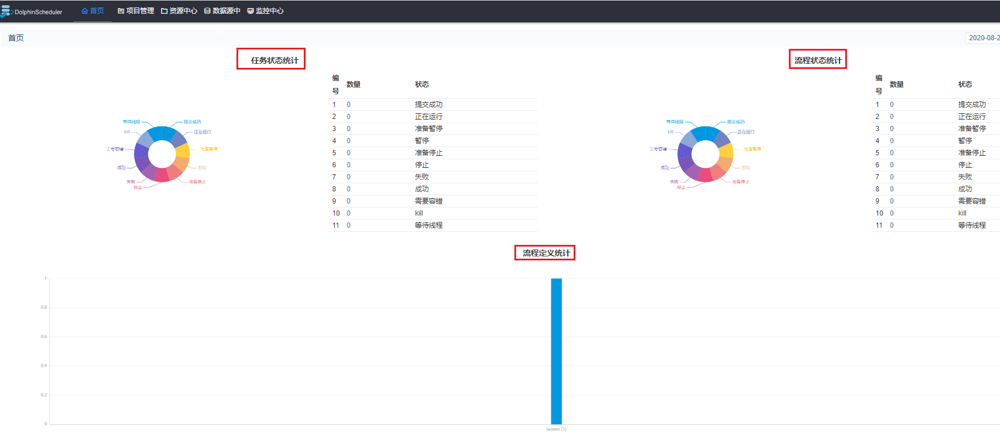 DolphinScheduler 首页 项目管理 资源中心 数据源中 监控中心
首页
2020-08-2
任务状态统计
编号 数量 状态
1 0 提交成功
2 0 正在运行
3 0 准备暂停
4 0 暂停
5 0 准备停止
6 0 停止
7 0 失败
8 0 成功
9 0 需要容错
10 0 kill
11 0 等待线程
等待线程 提交成功
kill 正在运行
需要容错 准备暂停
成功 暂停
失败 准备停止
停止
流程状态统计
编号 数量 状态
1 0 提交成功
2 0 正在运行
3 0 准备暂停
4 0 暂停
5 0 准备停止
6 0 停止
7 0 失败
8 0 成功
9 0 需要容错
10 0 kill
11 0 等待线程
等待线程 提交成功
kill 正在运行
需要容错 准备暂停
成功 暂停
失败 准备停止
停止
流程定义统计
1
0.8
0.6
0.4
0.2
0
laowei (1)